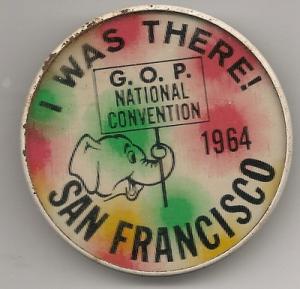 I WAS THERE!
G.O.P.
NATIONAL
CONVENTION
1964
SAN FRANCISCO